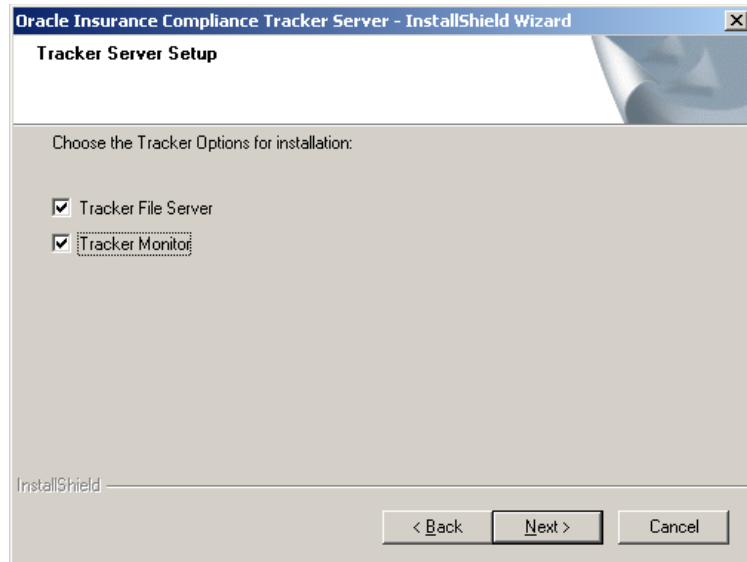 Oracle Insurance Compliance Tracker Server - InstallShield Wizard
Tracker Server Setup
Choose the Tracker Options for installation:
Tracker File Server
Tracker Monitor
InstallShield
< Back Next > Cancel